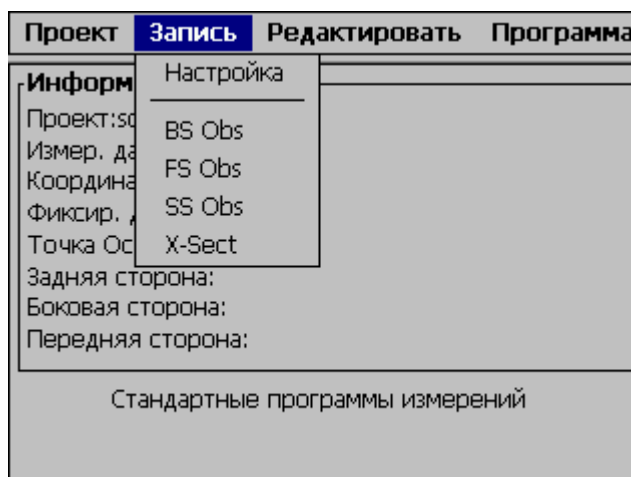 Проект Запись Редактировать Программа
Настройка
BS Obs
FS Obs
SS Obs
X-Sect
Информ
Проект:
Измер.
Координа
Фиксир.
Точка Ос
Задняя сторона:
Боковая сторона:
Передняя сторона:
Стандартные программы измерений